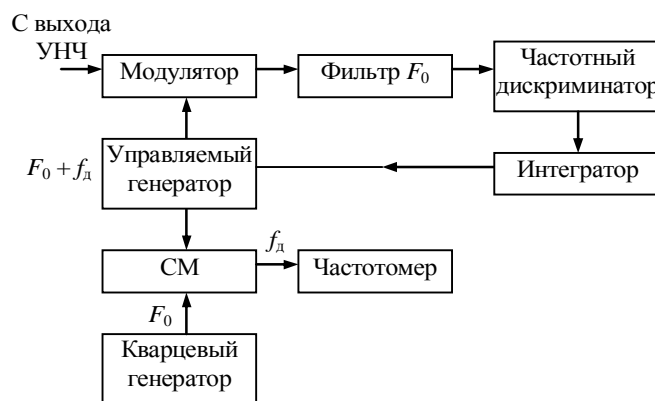 С выхода
УНЧ
Модулятор
Фильтр F₀
Частотный
дискриминатор
F₀ + fд
Управляемый
генератор
Интегратор
СМ
fд
Частотомер
F₀
Кварцевый
генератор